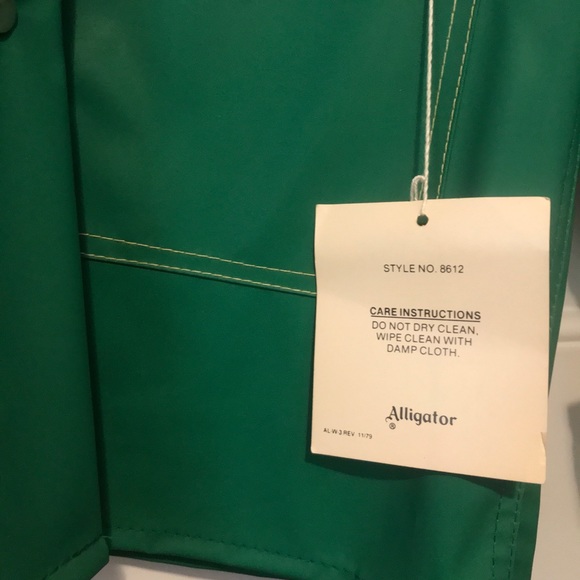 STYLE NO. 8612
CARE INSTRUCTIONS
DO NOT DRY CLEAN,
WIPE CLEAN WITH
DAMP CLOTH.
Alligator
®
AL-W-3 REV. 11/79